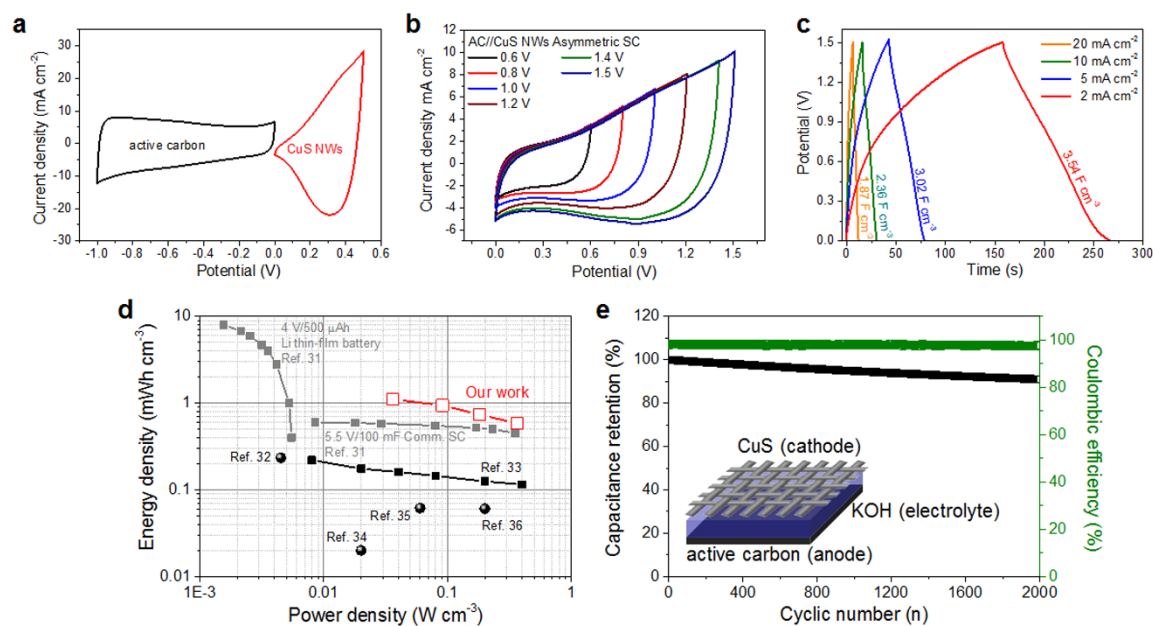 a
Current density (mA cm-2)
30
20
10
0
-10
-20
-30
active carbon
CuS NWs
-1.0 -0.8 -0.6 -0.4 -0.2 0.0 0.2 0.4 0.6
Potential (V)
b
Current density mA cm-2)
12
10
8
6
4
2
0
-2
-4
-6
AC//CuS NWs Asymmetric SC
0.6 V
0.8 V
1.0 V
1.2 V
1.4 V
1.5 V
0.0 0.3 0.6 0.9 1.2 1.5
Potential (V)
c
Potential (V)
1.5
1.2
0.9
0.6
0.3
0.0
20 mA cm-2
10 mA cm-2
5 mA cm-2
2 mA cm-2
1.87 F cm-3
2.36 F cm-3
3.02 F cm-3
3.54 F cm-3
0 50 100 150 200 250 300
Time (s)
d
Energy density (mWh cm-3)
10
1
0.1
0.01
4 V/500 μAh
Li thin-film battery
Ref. 31
Our work
5.5 V/100 mF Comm. SC
Ref. 31
Ref. 32
Ref. 33
Ref. 35
Ref. 36
Ref. 34
1E-3 0.01 0.1 1
Power density (W cm-3)
e
Capacitance retention (%)
120
100
80
60
40
20
0
CuS (cathode)
KOH (electrolyte)
active carbon (anode)
100
80
60
40
20
0
Coulombic efficiency (%)
0 400 800 1200 1600 2000
Cyclic number (n)